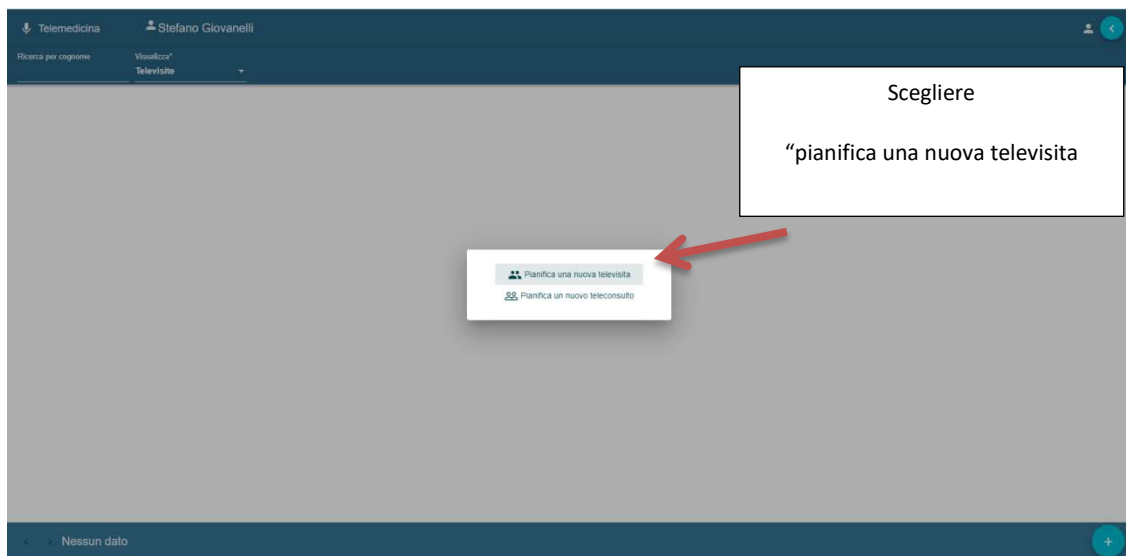 Telemedicina
Stefano Giovanelli
Ricerca per cognome
Visualizza*
Televisite
Scegliere
“pianifica una nuova televisita
Pianifica una nuova televisita
Pianifica un nuovo teleconsulto
Nessun dato